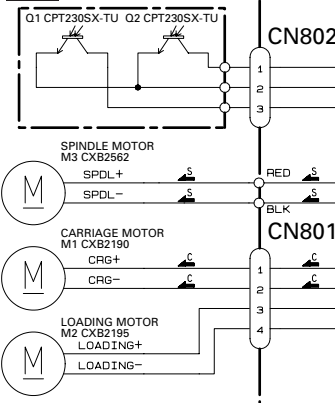 Q1 CPT230SX-TU Q2 CPT230SX-TU
CN802
1
2
3
SPINDLE MOTOR
M3 CXB2562
SPDL+ S RED S
SPDL− S S
BLK
M
CN801
CARRIAGE MOTOR
M1 CXB2190
CRG+ C 1 C
CRG− C 2 C
M
3
4
LOADING MOTOR
M2 CXB2195
LOADING+
LOADING−
M